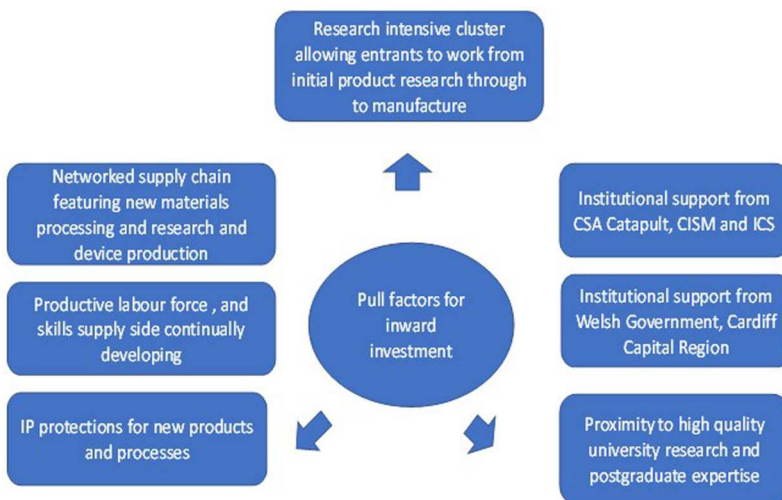 Research intensive cluster
allowing entrants to work from
initial product research through
to manufacture
Networked supply chain
featuring new materials
processing and research and
device production
Institutional support from
CSA Catapult, CISM and ICS
Productive labour force , and
skills supply side continually
developing
Pull factors for
inward
investment
Institutional support from
Welsh Government, Cardiff
Capital Region
IP protections for new products
and processes
Proximity to high quality
university research and
postgraduate expertise